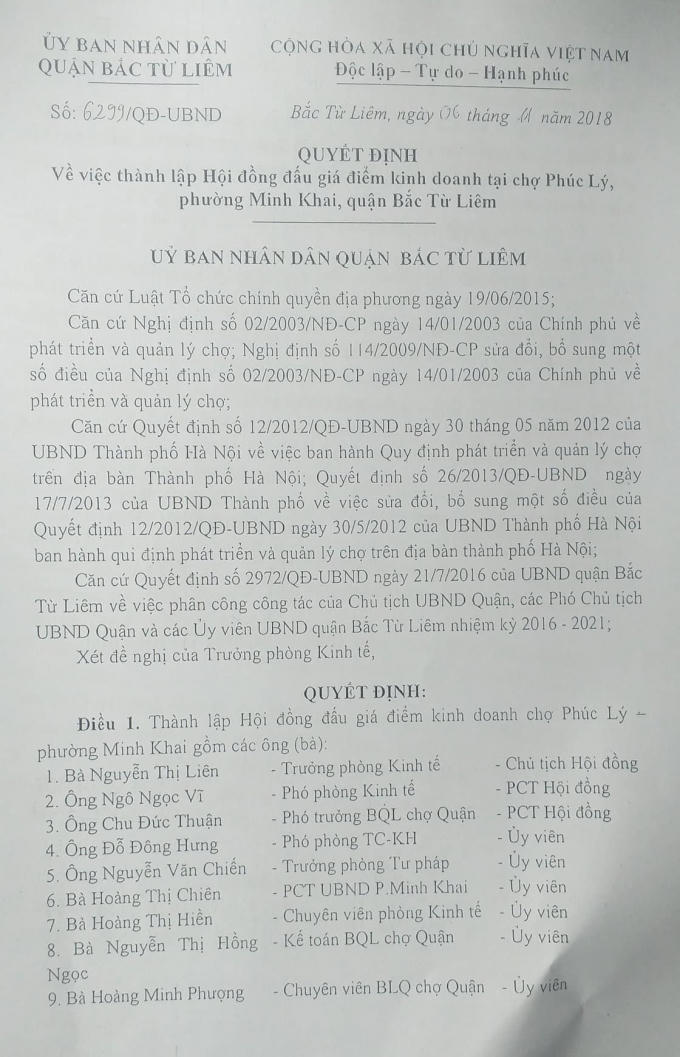 ỦY BAN NHÂN DÂN
QUẬN BẮC TỪ LIÊM
CỘNG HÒA XÃ HỘI CHỦ NGHĨA VIỆT NAM
Độc lập – Tự do – Hạnh phúc
Số: 6299/QĐ-UBND
Bắc Từ Liêm, ngày 06 tháng 11 năm 2018
QUYẾT ĐỊNH
Về việc thành lập Hội đồng đấu giá điểm kinh doanh tại chợ Phúc Lý,
phường Minh Khai, quận Bắc Từ Liêm
UỶ BAN NHÂN DÂN QUẬN BẮC TỪ LIÊM
Căn cứ Luật Tổ chức chính quyền địa phương ngày 19/06/2015;
Căn cứ Nghị định số 02/2003/NĐ-CP ngày 14/01/2003 của Chính phủ về
phát triển và quản lý chợ; Nghị định số 114/2009/NĐ-CP sửa đổi, bổ sung một
số điều của Nghị định số 02/2003/NĐ-CP ngày 14/01/2003 của Chính phủ về
phát triển và quản lý chợ;
Căn cứ Quyết định số 12/2012/QĐ-UBND ngày 30 tháng 05 năm 2012 của
UBND Thành phố Hà Nội về việc ban hành Quy định phát triển và quản lý chợ
trên địa bàn Thành phố Hà Nội; Quyết định số 26/2013/QĐ-UBND ngày
17/7/2013 của UBND Thành phố về việc sửa đổi, bổ sung một số điều của
Quyết định 12/2012/QĐ-UBND ngày 30/5/2012 của UBND Thành phố Hà Nội
ban hành qui định phát triển và quản lý chợ trên địa bàn thành phố Hà Nội;
Căn cứ Quyết định số 2972/QĐ-UBND ngày 21/7/2016 của UBND quận Bắc
Từ Liêm về việc phân công công tác của Chủ tịch UBND Quận, các Phó Chủ tịch
UBND Quận và các Ủy viên UBND quận Bắc Từ Liêm nhiệm kỳ 2016 - 2021;
Xét đề nghị của Trưởng phòng Kinh tế,
QUYẾT ĐỊNH:
Điều 1. Thành lập Hội đồng đấu giá điểm kinh doanh chợ Phúc Lý –
phường Minh Khai gồm các ông (bà):
1. Bà Nguyễn Thị Liên - Trưởng phòng Kinh tế - Chủ tịch Hội đồng
2. Ông Ngô Ngọc Vĩ - Phó phòng Kinh tế - PCT Hội đồng
3. Ông Chu Đức Thuận - Phó trưởng BQL chợ Quận - PCT Hội đồng
4. Ông Đỗ Đông Hưng - Phó phòng TC-KH - Ủy viên
5. Ông Nguyễn Văn Chiến - Trưởng phòng Tư pháp - Ủy viên
6. Bà Hoàng Thị Chiên - PCT UBND P.Minh Khai - Ủy viên
7. Bà Hoàng Thị Hiền - Chuyên viên phòng Kinh tế - Ủy viên
8. Bà Nguyễn Thị Hồng - Kế toán BQL chợ Quận - Ủy viên
Ngọc
9. Bà Hoàng Minh Phượng - Chuyên viên BLQ chợ Quận - Ủy viên